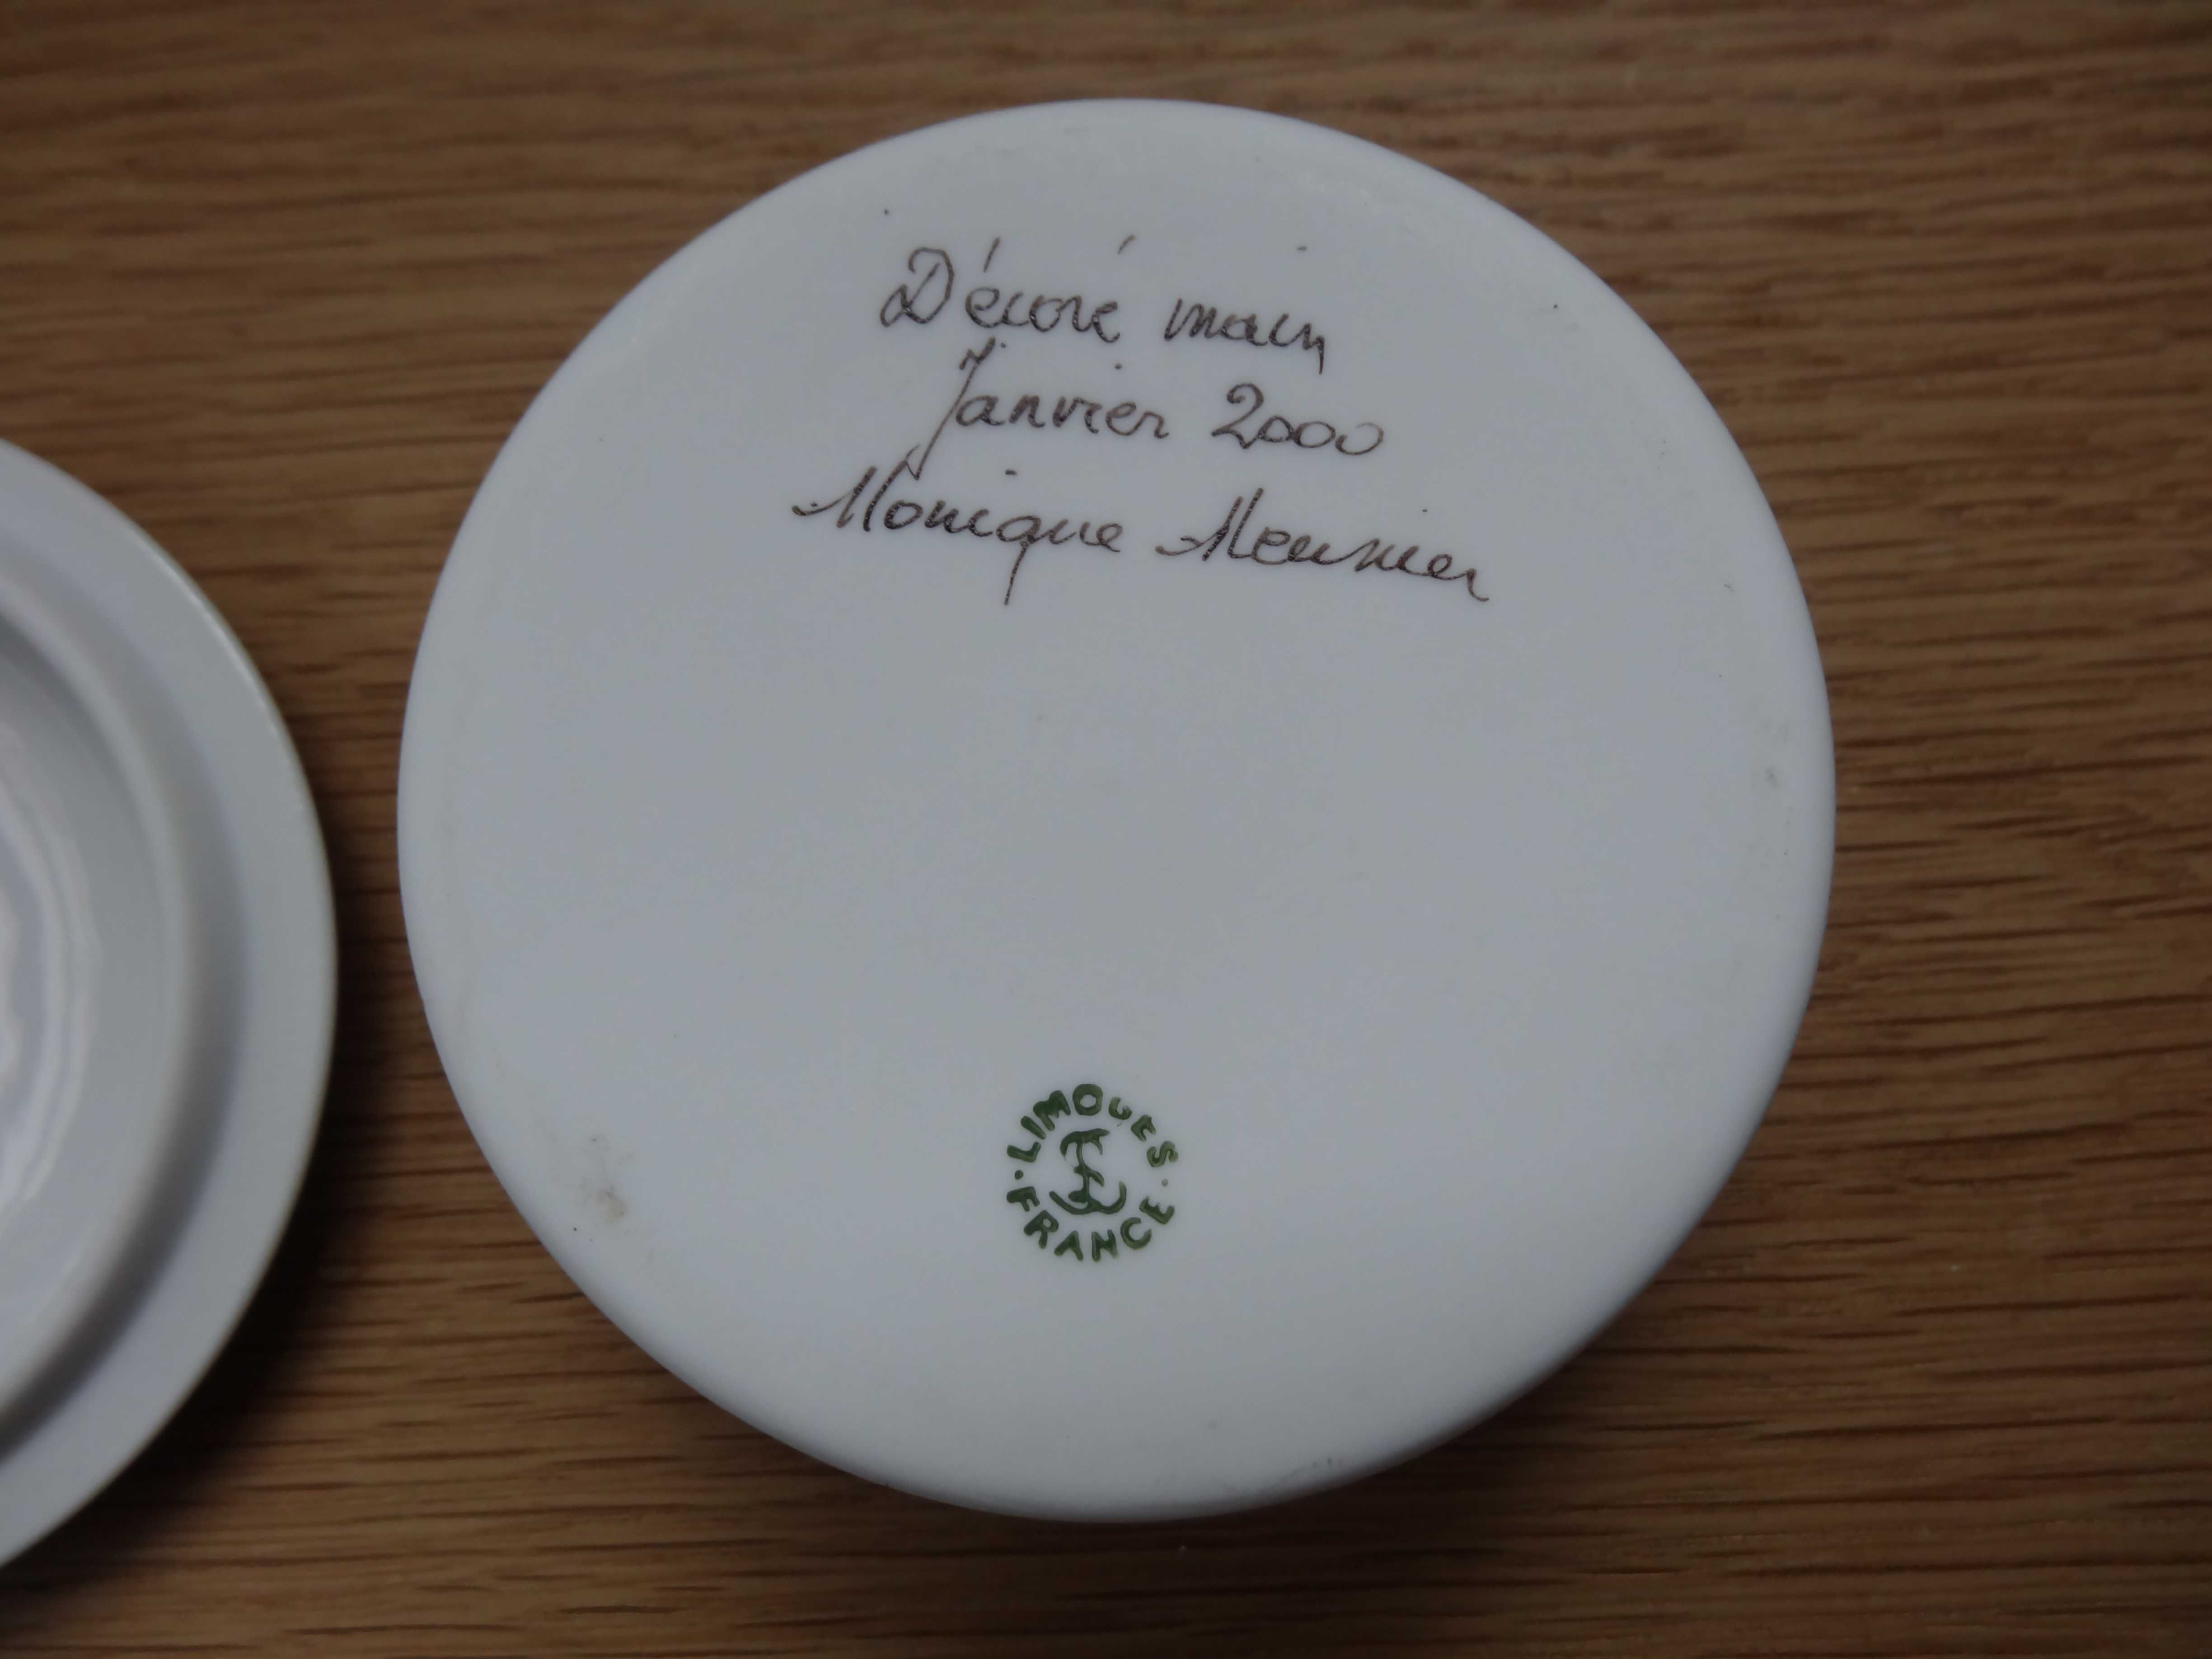 Décoré main
Janvier 2000
Monique Meunier
LIMOGES
FRANCE